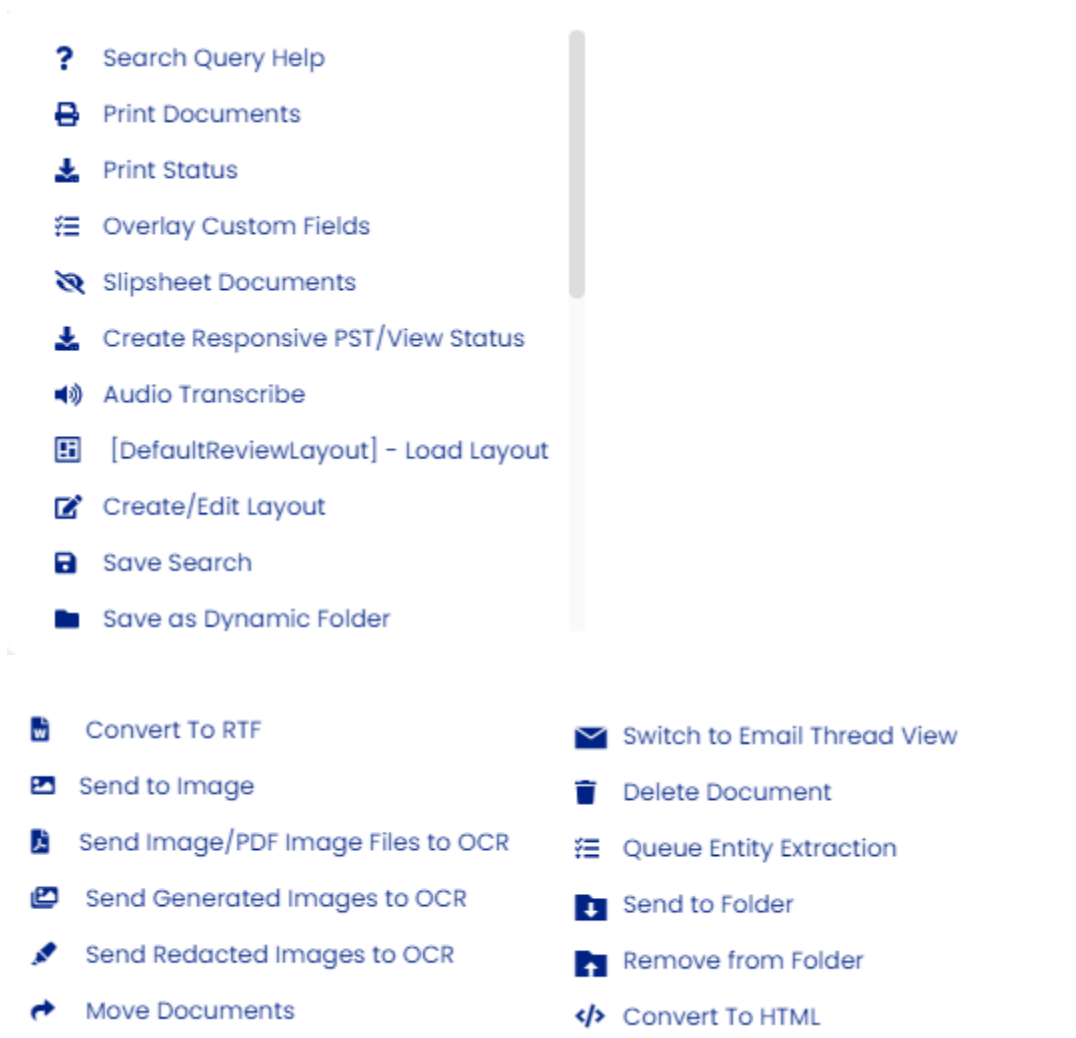 Search Query Help
Print Documents
Print Status
Overlay Custom Fields
Slipsheet Documents
Create Responsive PST/View Status
Audio Transcribe
[DefaultReviewLayout] - Load Layout
Create/Edit Layout
Save Search
Save as Dynamic Folder
Convert To RTF
Send to Image
Send Image/PDF Image Files to OCR
Send Generated Images to OCR
Send Redacted Images to OCR
Move Documents
Switch to Email Thread View
Delete Document
Queue Entity Extraction
Send to Folder
Remove from Folder
Convert To HTML